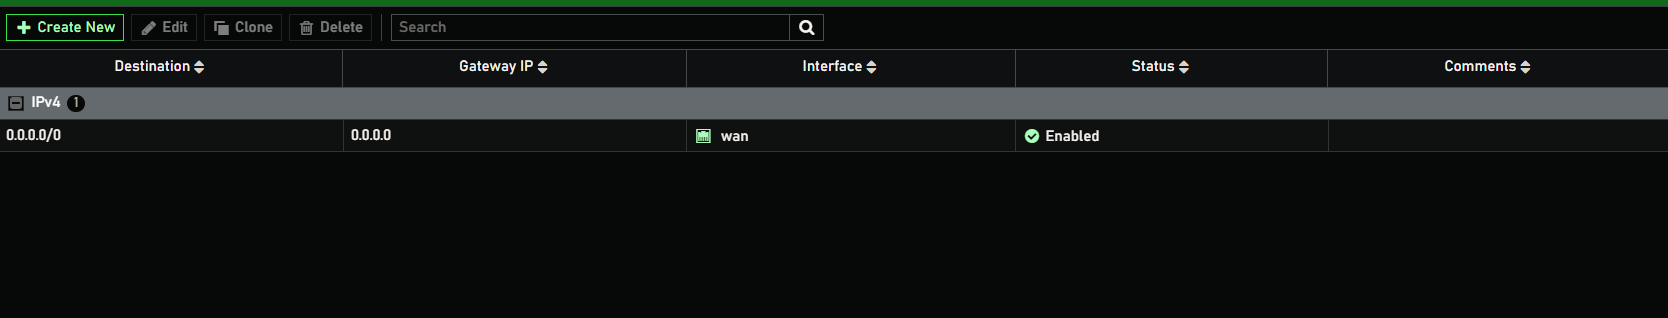 Create New Edit Clone Delete Search
Destination Gateway IP Interface Status Comments
IPv4 1
0.0.0.0/0 0.0.0.0 wan Enabled